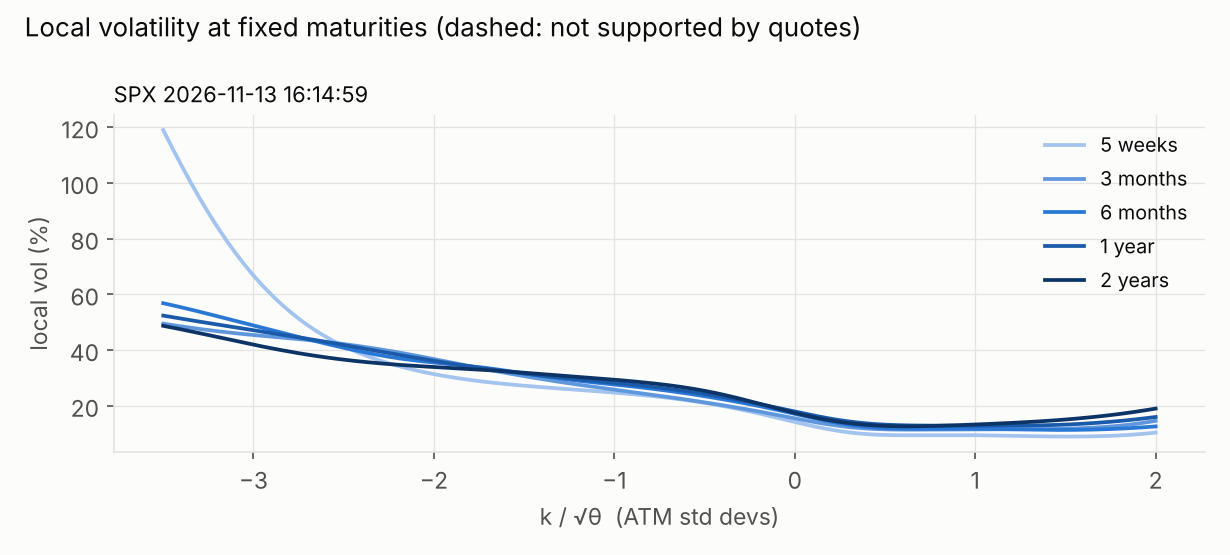 Local volatility at fixed maturities (dashed: not supported by quotes)
SPX 2026-11-13 16:14:59
120
100
80
60
40
20
local vol (%)
5 weeks
3 months
6 months
1 year
2 years
−3
−2
−1
0
1
2
k / √θ (ATM std devs)